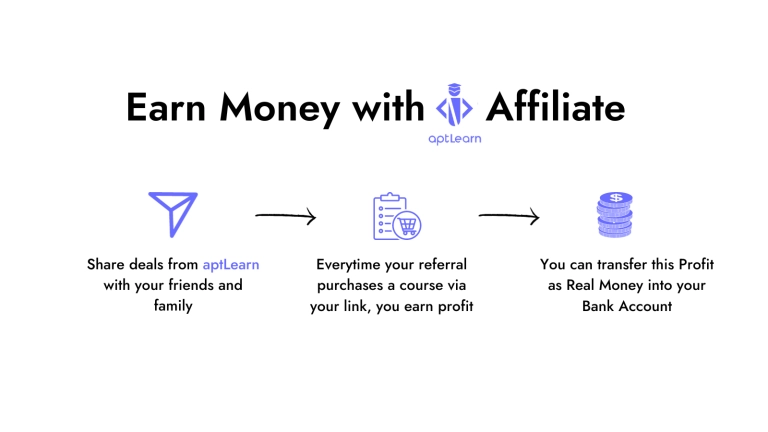 Earn Money with Affiliate
aptLearn
Share deals from aptLearn
with your friends and
family
Everytime your referral
purchases a course via
your link, you earn profit
$
You can transfer this Profit
as Real Money into your
Bank Account